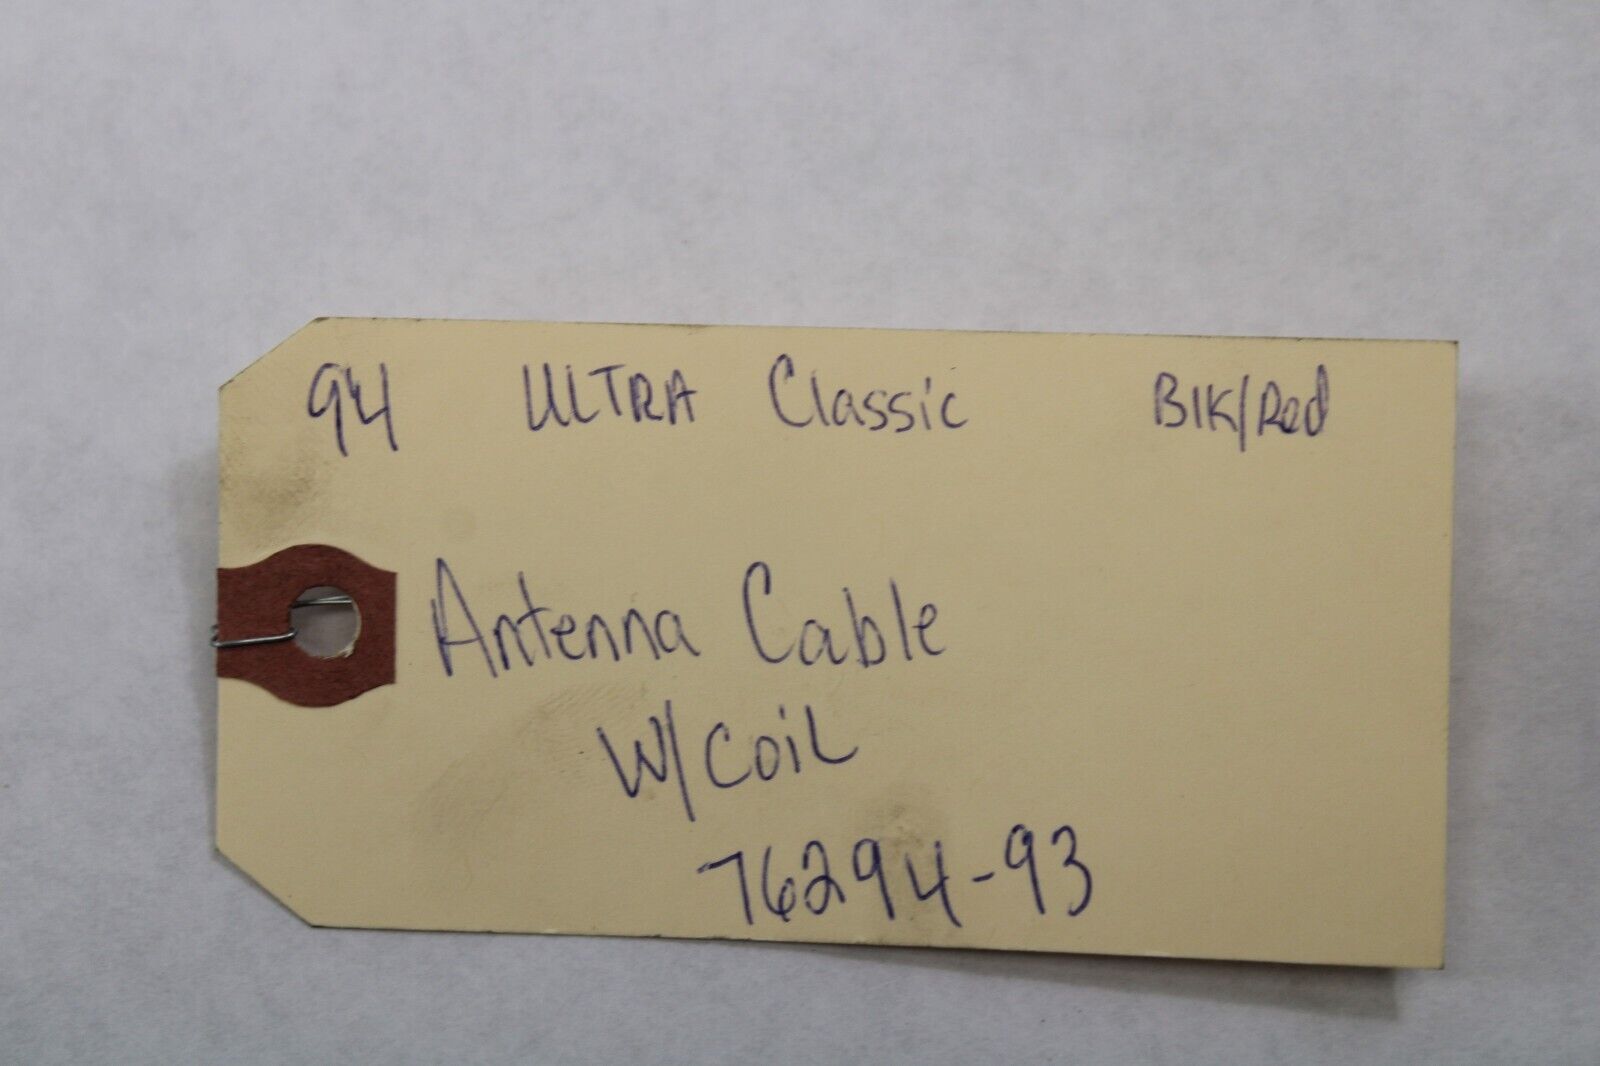 94 ULTRA Classic Blk/Red
Antenna Cable
W/Coil
76294-93